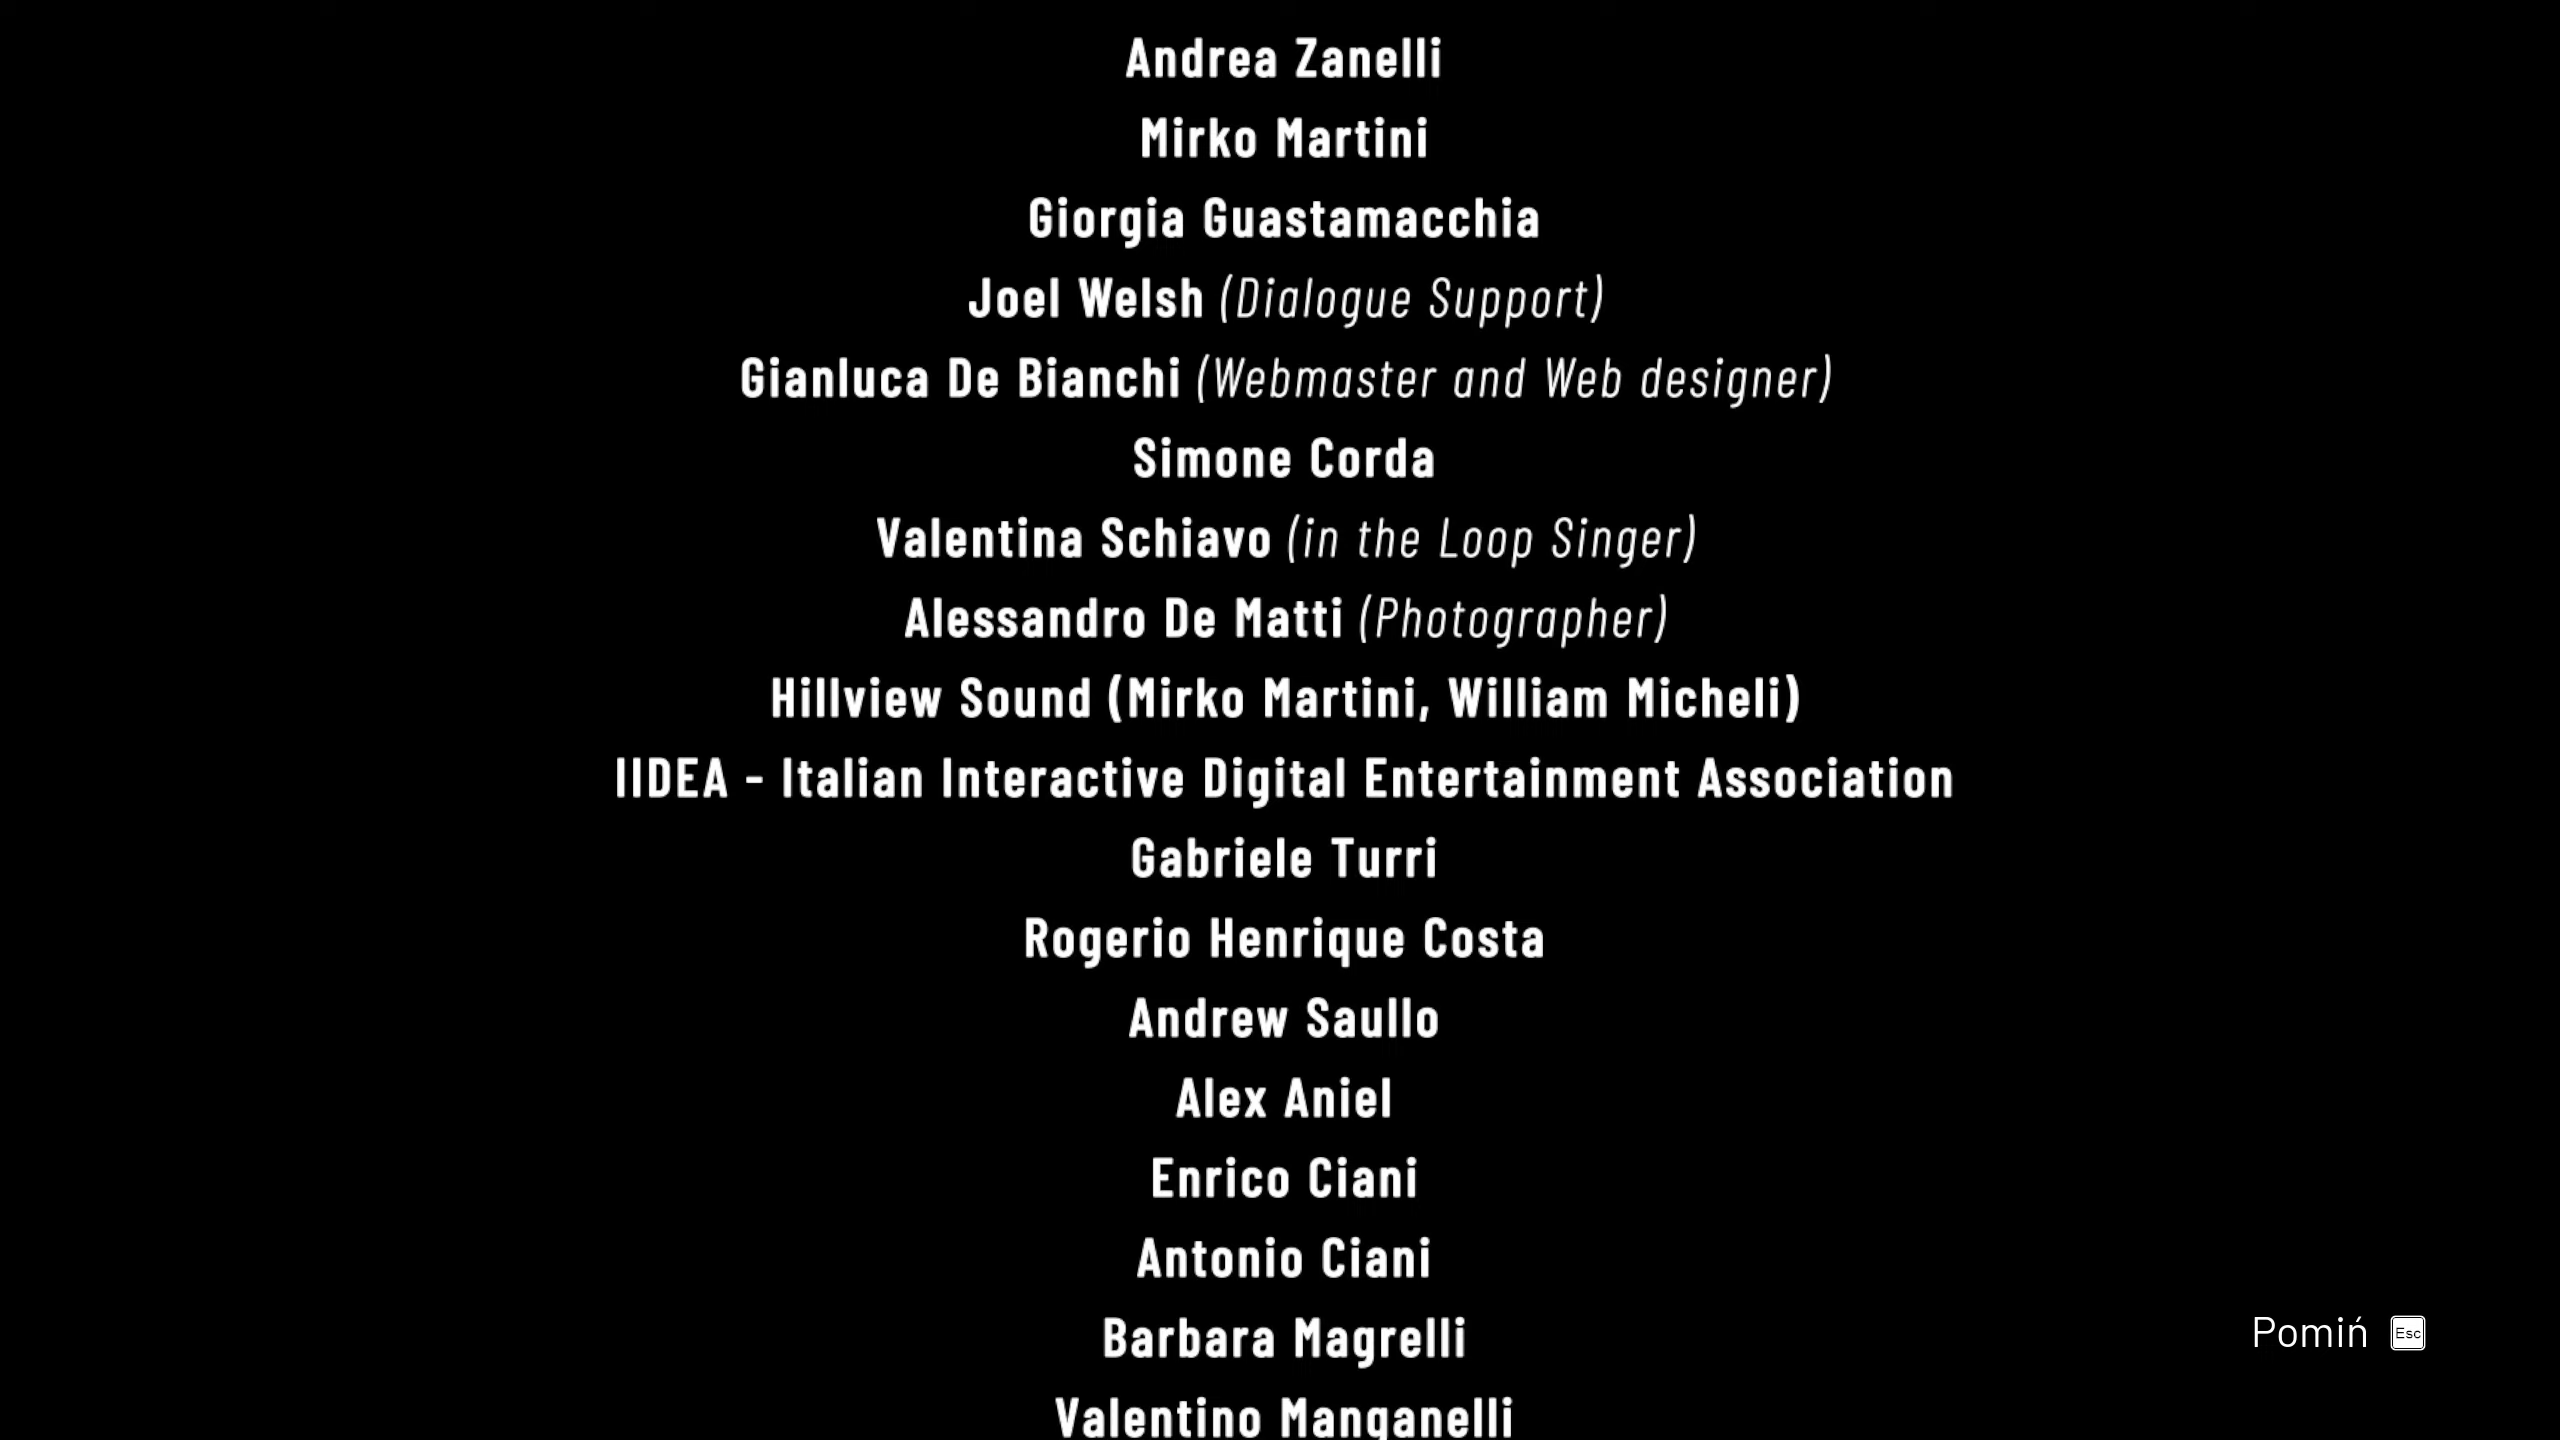 Andrea Zanelli
Mirko Martini
Giorgia Guastamacchia
Joel Welsh (Dialogue Support)
Gianluca De Bianchi (Webmaster and Web designer)
Simone Corda
Valentina Schiavo (in the Loop Singer)
Alessandro De Matti (Photographer)
Hillview Sound (Mirko Martini, William Micheli)
IIDEA - Italian Interactive Digital Entertainment Association
Gabriele Turri
Rogerio Henrique Costa
Andrew Saullo
Alex Aniel
Enrico Ciani
Antonio Ciani
Barbara Magrelli
Pomiń Esc
Valentino Manganelli